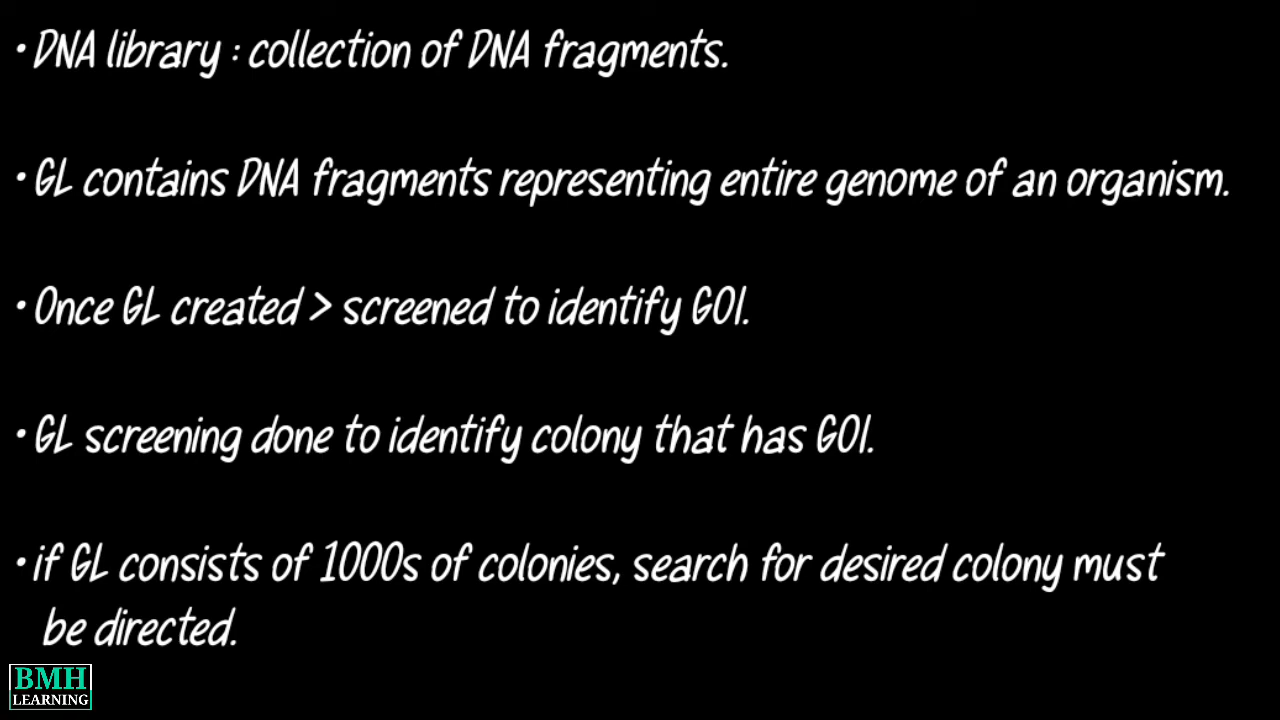 • DNA library : collection of DNA fragments.
• GL contains DNA fragments representing entire genome of an organism.
• Once GL created > screened to identify GOI.
• GL screening done to identify colony that has GOI.
• if GL consists of 1000s of colonies, search for desired colony must
be directed.
BMH
LEARNING